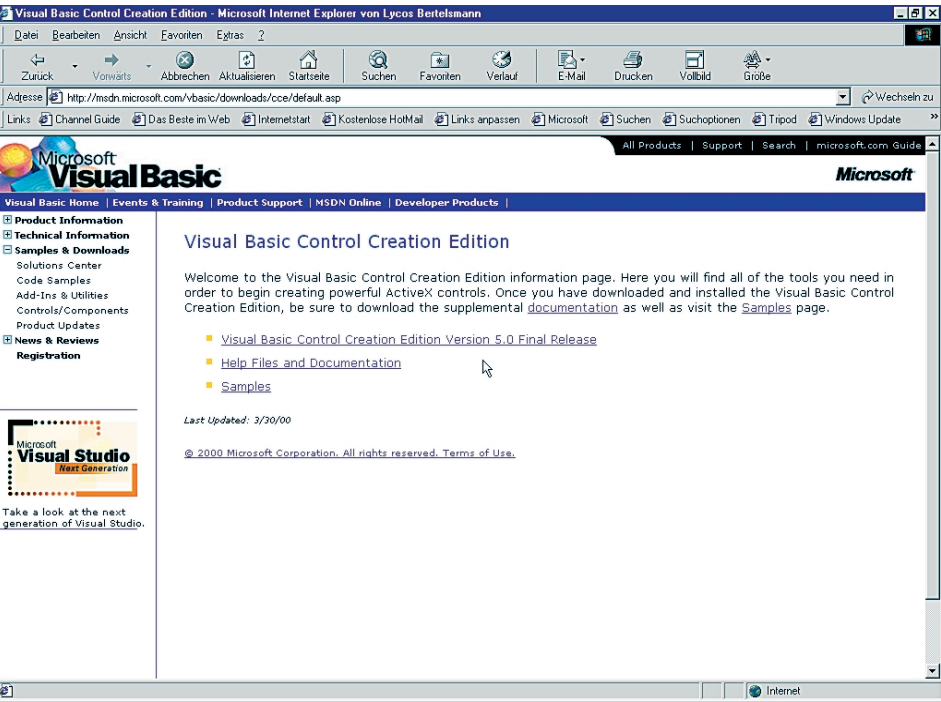 Visual Basic Control Creation Edition - Microsoft Internet Explorer von Lycos Bertelsmann
Datei Bearbeiten Ansicht Favoriten Extras ?
Zurück Vorwärts Abbrechen Aktualisieren Startseite Suchen Favoriten Verlauf E-Mail Drucken Vollbild Größe
Adresse http://msdn.microsoft.com/vbasic/downloads/cce/default.asp Wechseln zu
Links Channel Guide Das Beste im Web Internetstart Kostenlose HotMail Links anpassen Microsoft Suchen Suchoptionen Tripod Windows Update »
All Products | Support | Search | microsoft.com Guide
Microsoft
Visual Basic
Microsoft
Visual Basic Home | Events & Training | Product Support | MSDN Online | Developer Products |
Product Information
Technical Information
Samples & Downloads
Solutions Center
Code Samples
Add-Ins & Utilities
Controls/Components
Product Updates
News & Reviews
Registration
Microsoft
Visual Studio
Next Generation
Take a look at the next
generation of Visual Studio.
Visual Basic Control Creation Edition
Welcome to the Visual Basic Control Creation Edition information page. Here you will find all of the tools you need in
order to begin creating powerful ActiveX controls. Once you have downloaded and installed the Visual Basic Control
Creation Edition, be sure to download the supplemental documentation as well as visit the Samples page.
Visual Basic Control Creation Edition Version 5.0 Final Release
Help Files and Documentation
Samples
Last Updated: 3/30/00
© 2000 Microsoft Corporation. All rights reserved. Terms of Use.
Internet